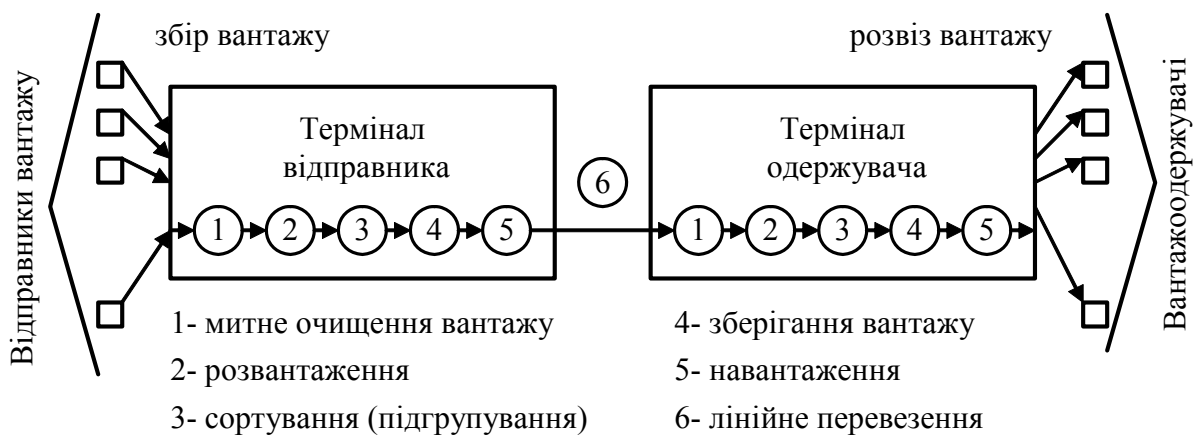 збір вантажу
розвіз вантажу
Відправники вантажу
Термінал
відправника
1 2 3 4 5
6
Термінал
одержувача
1 2 3 4 5
Вантажоодержувачі
1- митне очищення вантажу
2- розвантаження
3- сортування (підгрупування)
4- зберігання вантажу
5- навантаження
6- лінійне перевезення